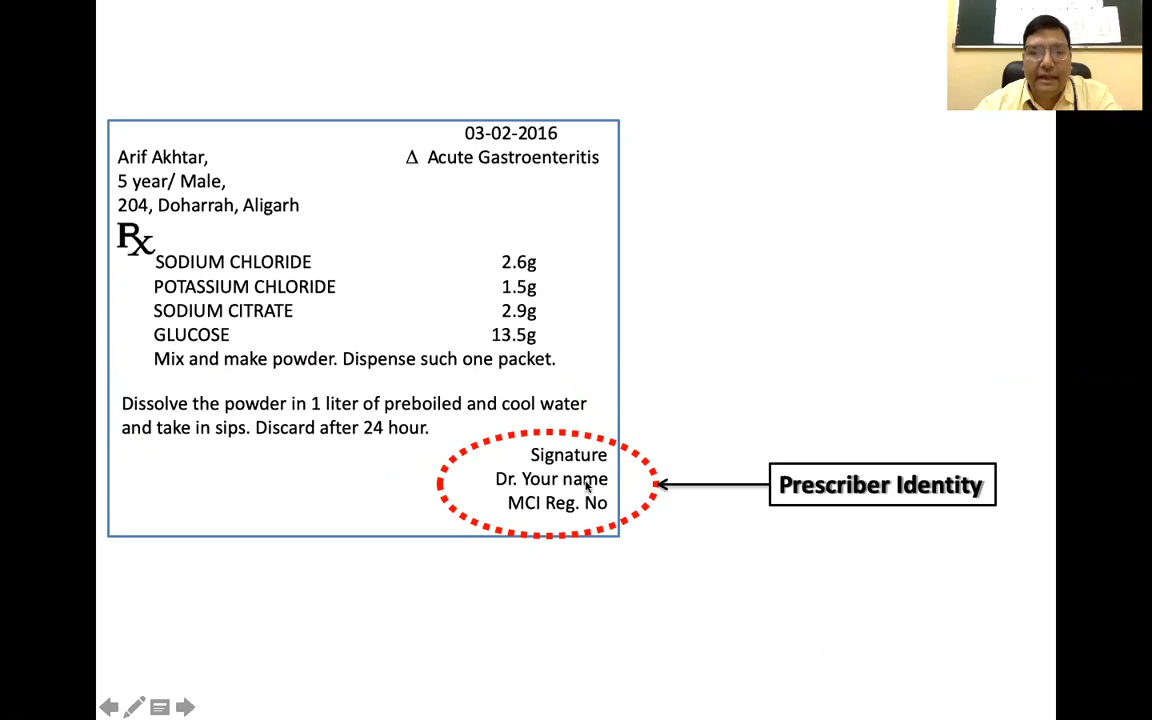 03-02-2016
Arif Akhtar,
Δ Acute Gastroenteritis
5 year/ Male,
204, Doharrah, Aligarh
Rx
SODIUM CHLORIDE 2.6g
POTASSIUM CHLORIDE 1.5g
SODIUM CITRATE 2.9g
GLUCOSE 13.5g
Mix and make powder. Dispense such one packet.
Dissolve the powder in 1 liter of preboiled and cool water
and take in sips. Discard after 24 hour.
Signature
Dr. Your name
MCI Reg. No
Prescriber Identity